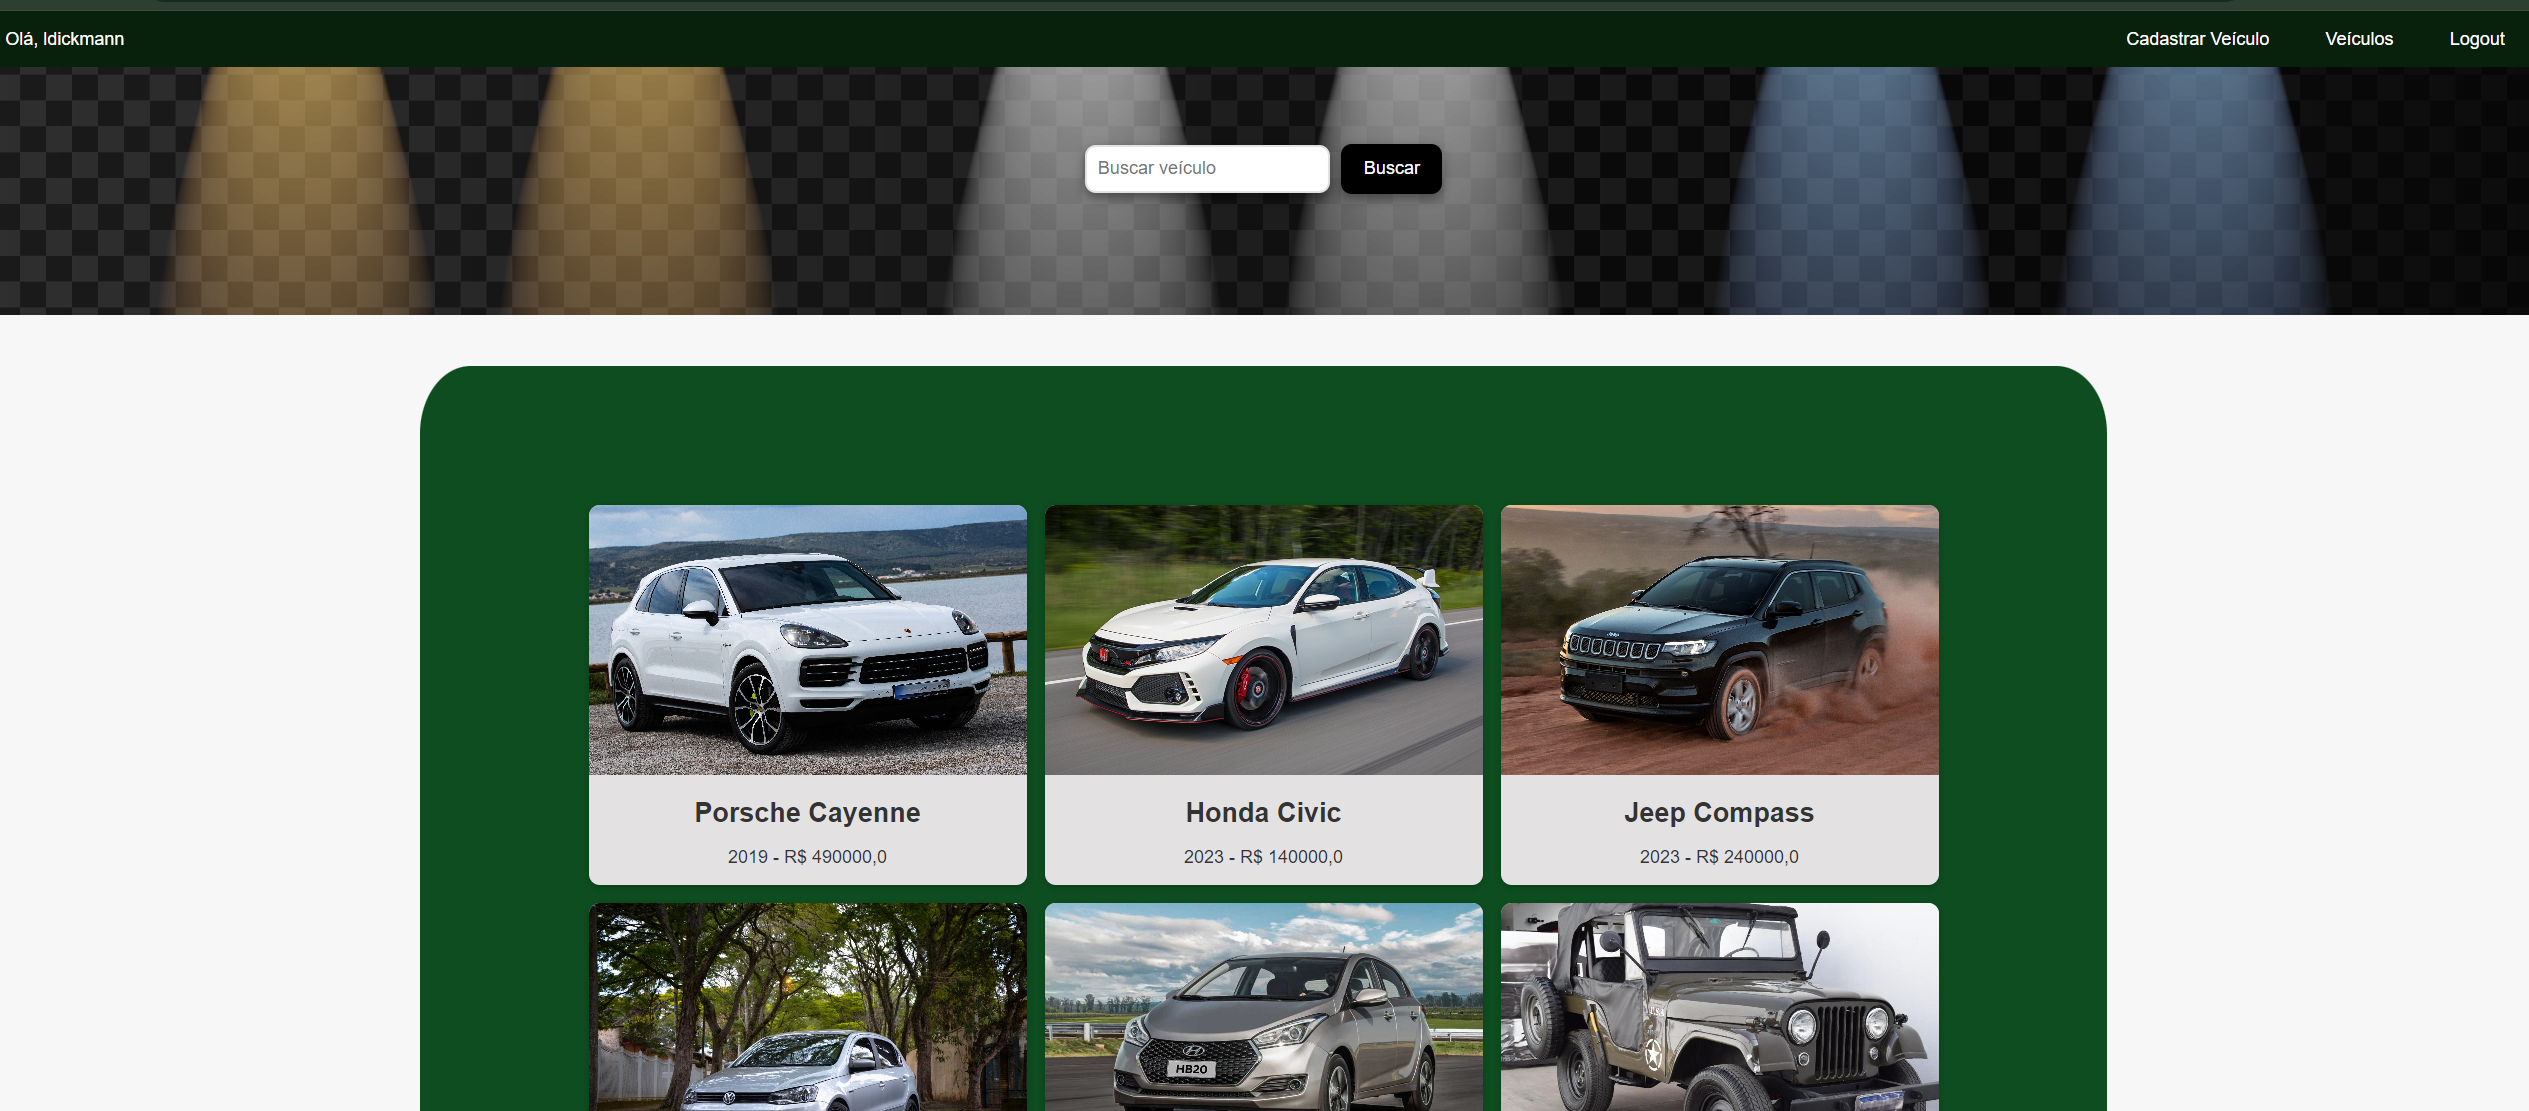 Olá, ldickmann
Cadastrar Veículo
Veículos
Logout
Buscar veículo
Buscar
Porsche Cayenne
2019 - R$ 490000,0
Honda Civic
2023 - R$ 140000,0
Jeep Compass
2023 - R$ 240000,0
HB20